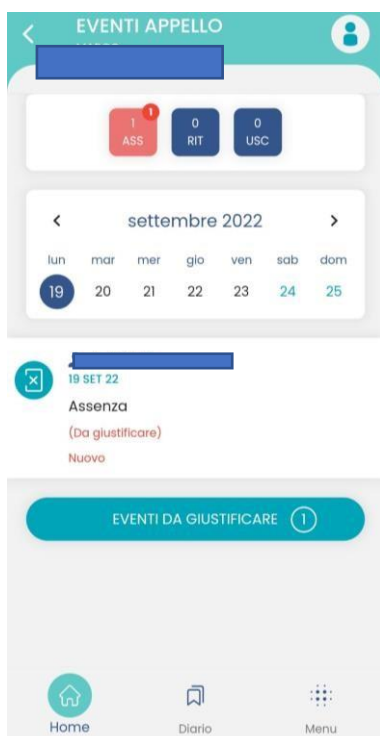 EVENTI APPELLO
1
1 0 0
ASS RIT USC
settembre 2022
lun mar mer gio ven sab dom
19 20 21 22 23 24 25
19 SET 22
Assenza
(Da giustificare)
Nuovo
EVENTI DA GIUSTIFICARE 1
Home Diario Menu